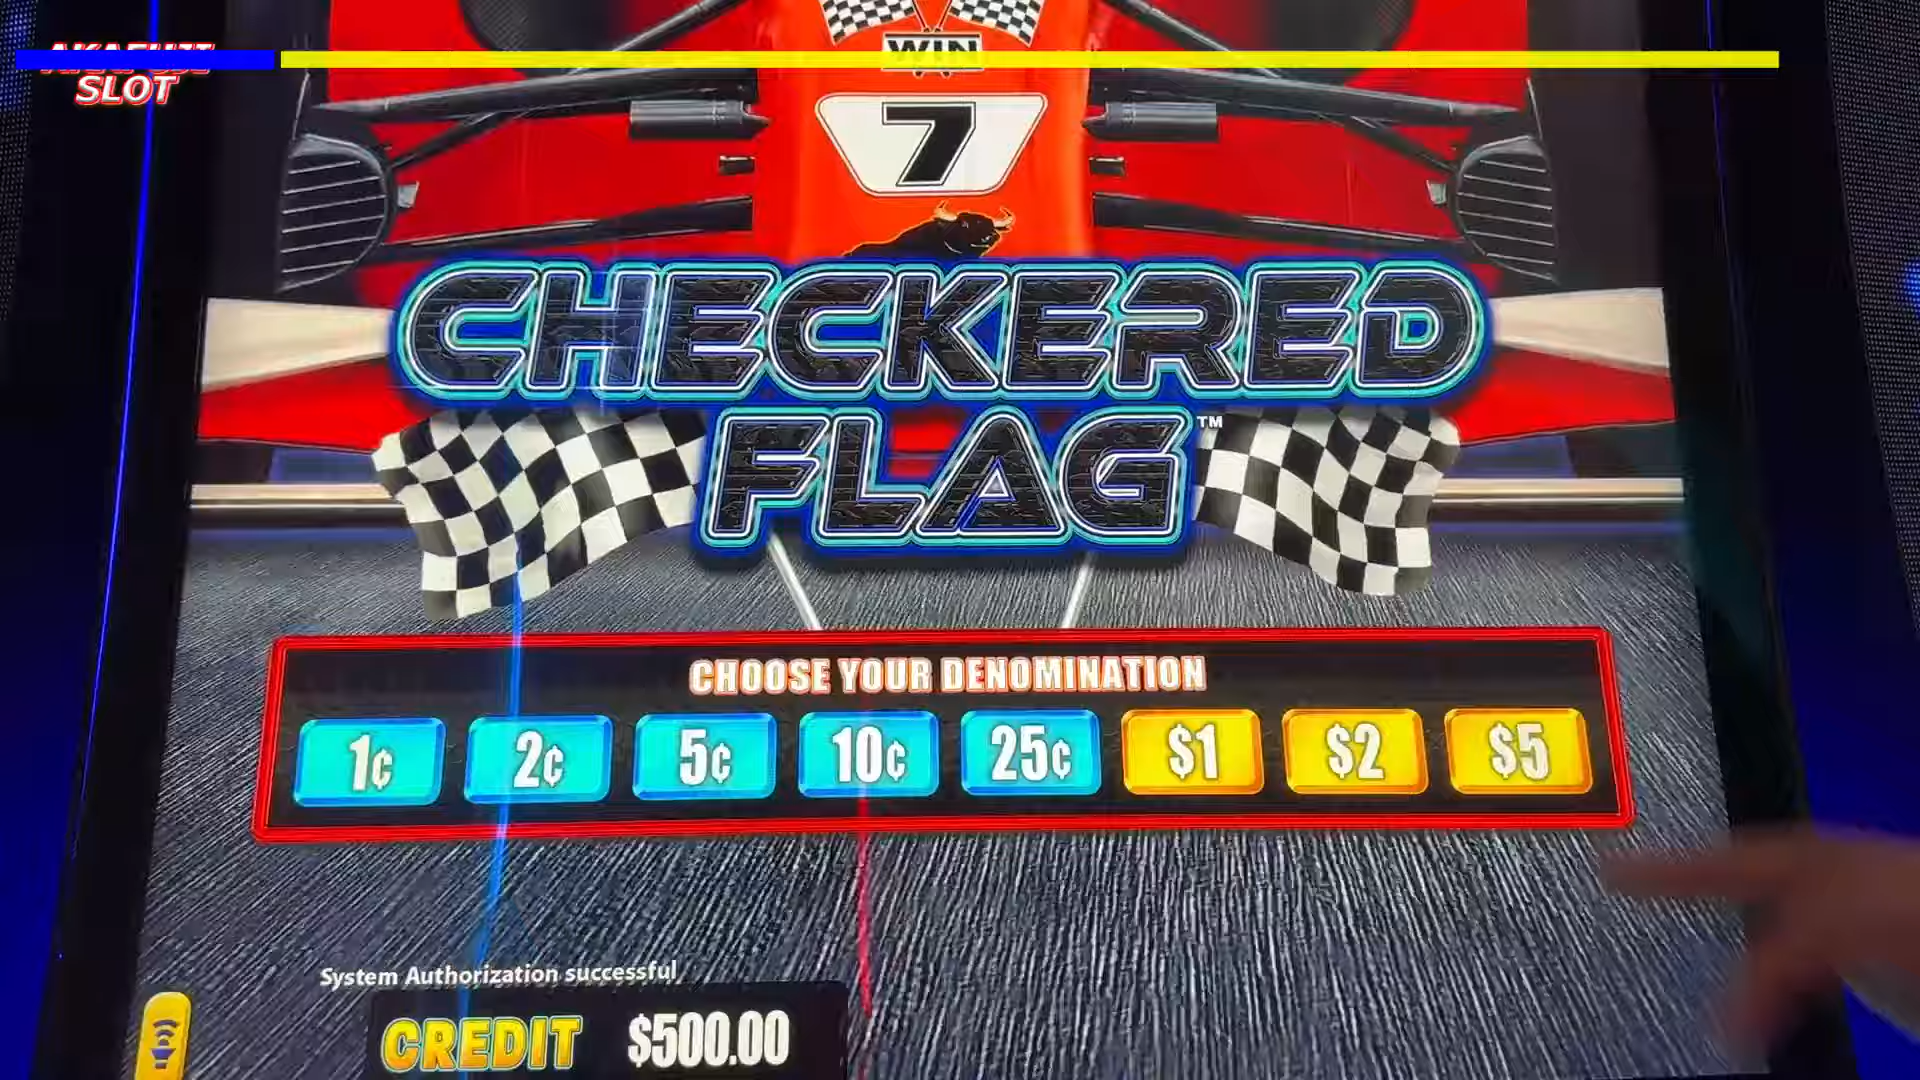 WIN
SLOT
7
CHECKERED
FLAG™
CHOOSE YOUR DENOMINATION
1¢ 2¢ 5¢ 10¢ 25¢ $1 $2 $5
System Authorization successful
CREDIT $500.00